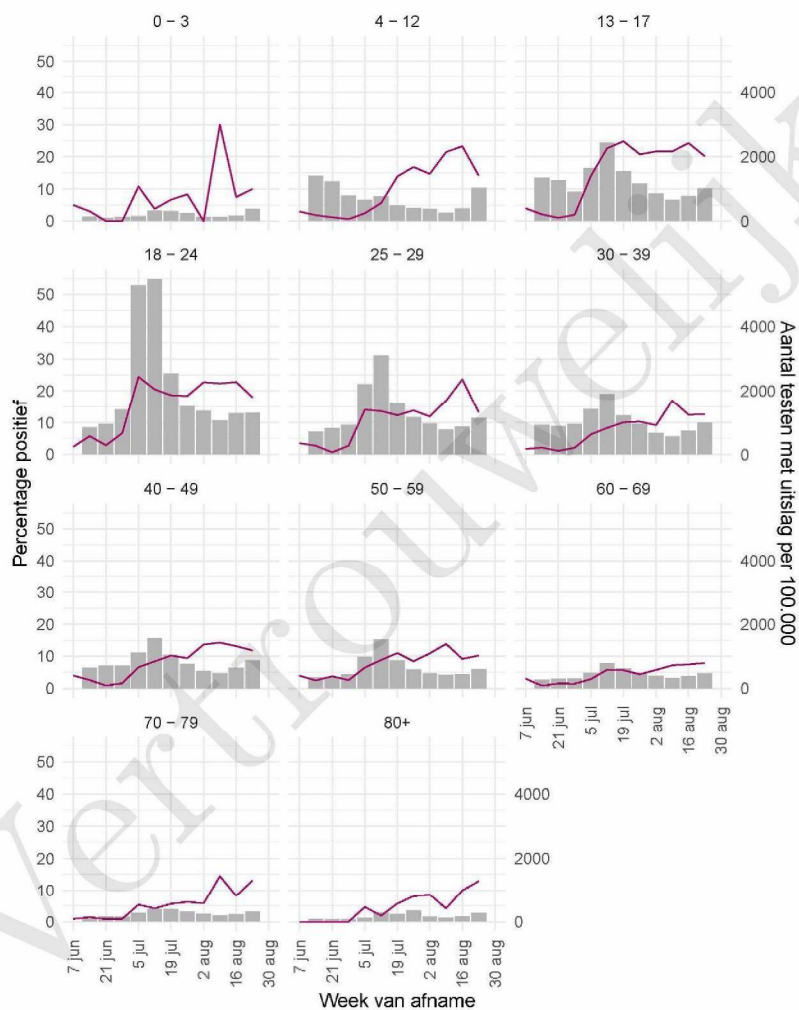 0 – 3
4 – 12
13 – 17
50
40
30
20
10
0
4000
2000
0
18 – 24
25 – 29
30 – 39
50
40
30
20
10
0
4000
2000
0
Percentage positief
Aantal testen met uitslag per 100.000
40 – 49
50 – 59
60 – 69
50
40
30
20
10
0
4000
2000
0
7 jun
21 jun
5 jul
19 jul
2 aug
16 aug
30 aug
70 – 79
80+
50
40
30
20
10
0
4000
2000
0
7 jun
21 jun
5 jul
19 jul
2 aug
16 aug
30 aug
7 jun
21 jun
5 jul
19 jul
2 aug
16 aug
30 aug
Week van afname
Vertrouwelijk